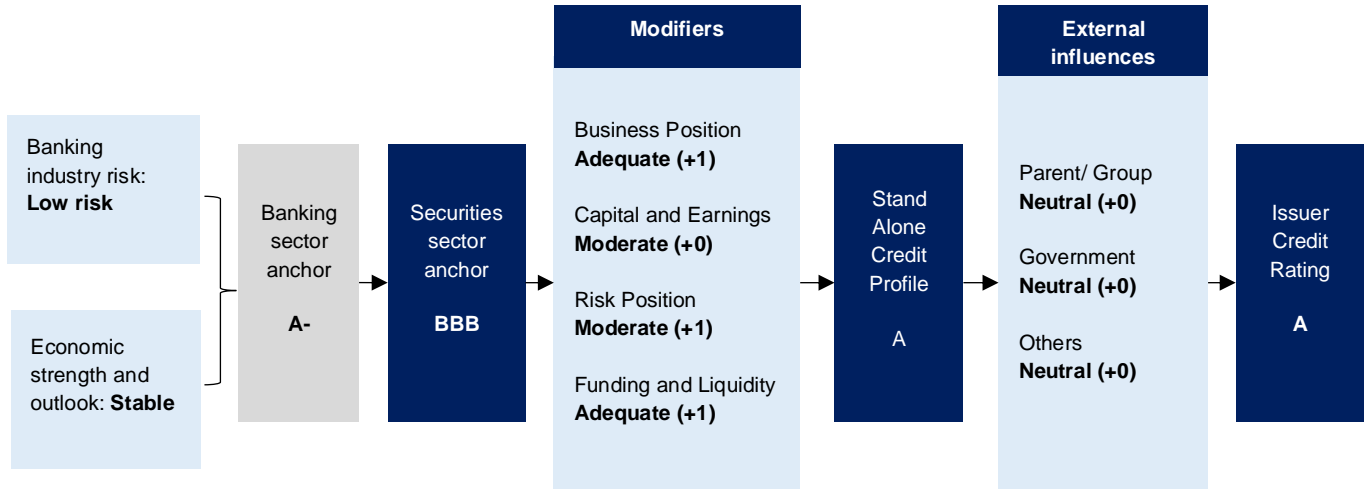 Banking
industry risk:
Low risk
Economic
strength and
outlook: Stable
Banking
sector
anchor
A-
Securities
sector
anchor
BBB
Modifiers
Business Position
Adequate (+1)
Capital and Earnings
Moderate (+0)
Risk Position
Moderate (+1)
Funding and Liquidity
Adequate (+1)
Stand
Alone
Credit
Profile
A
External
influences
Parent/ Group
Neutral (+0)
Government
Neutral (+0)
Others
Neutral (+0)
Issuer
Credit
Rating
A